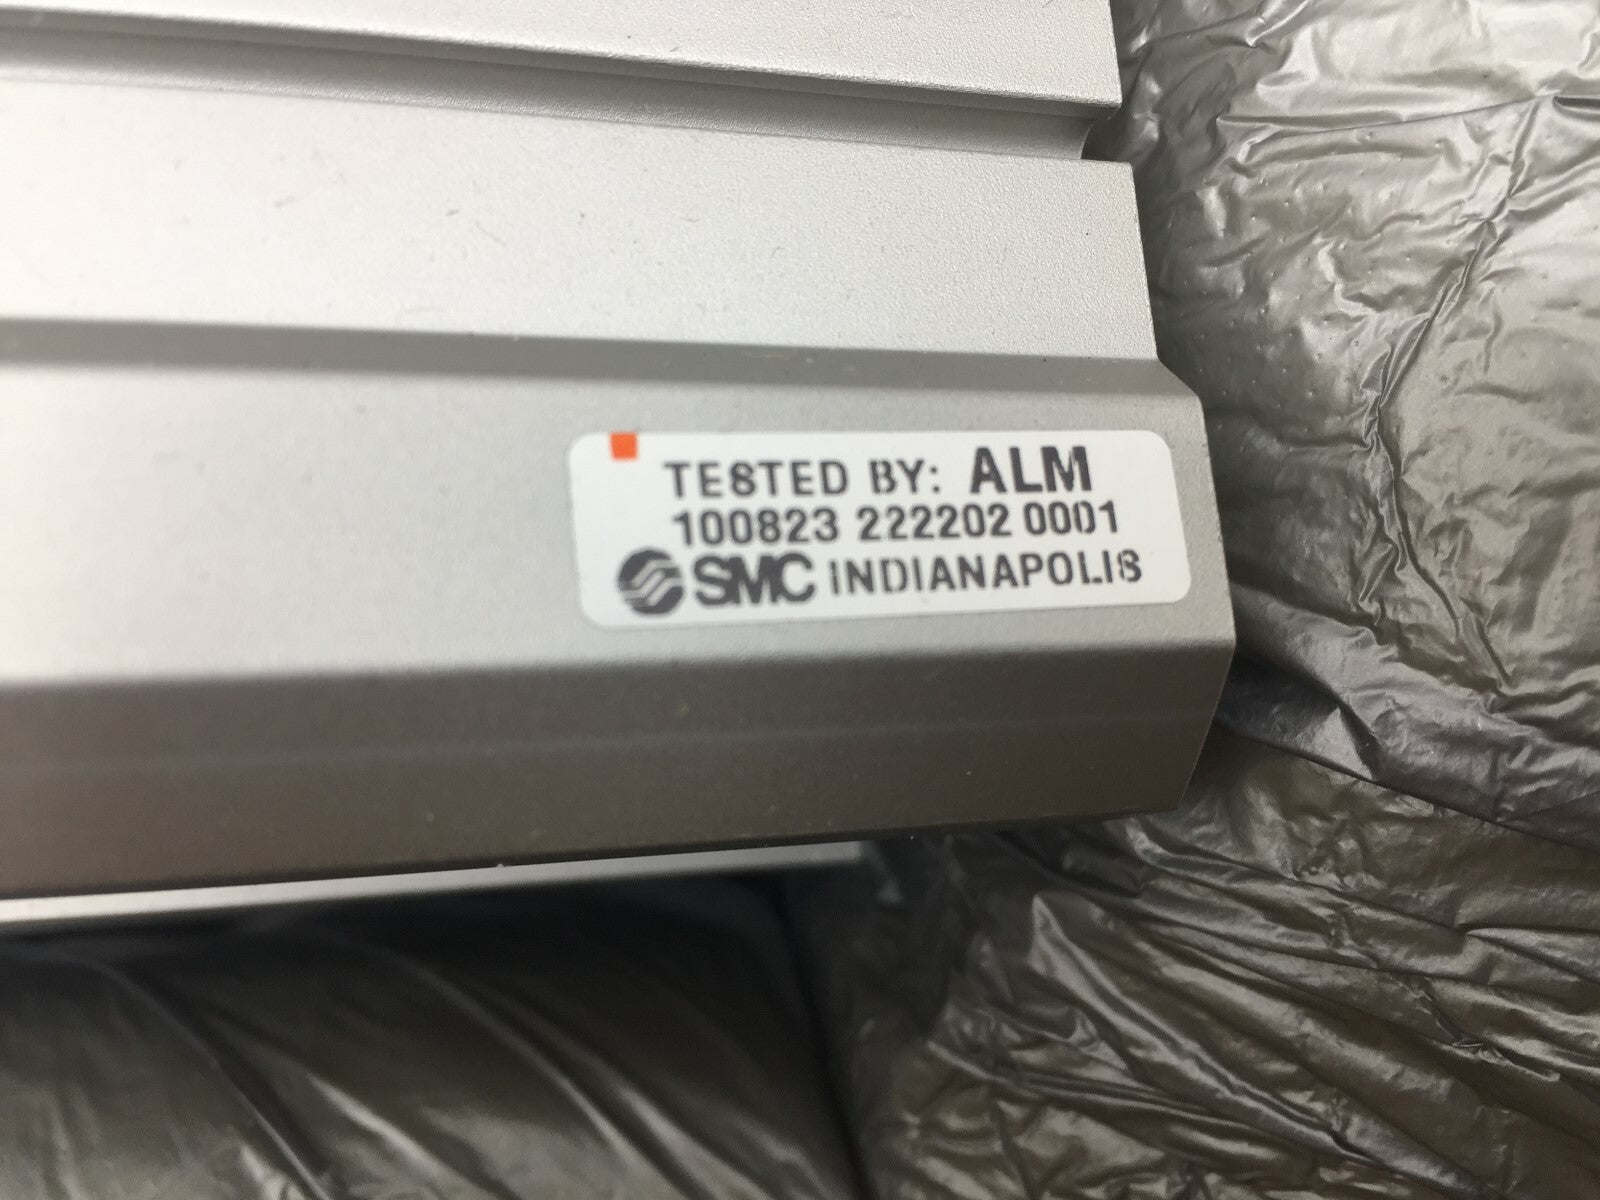 TESTED BY: ALM
100823 222202 0001
SMC INDIANAPOLIS